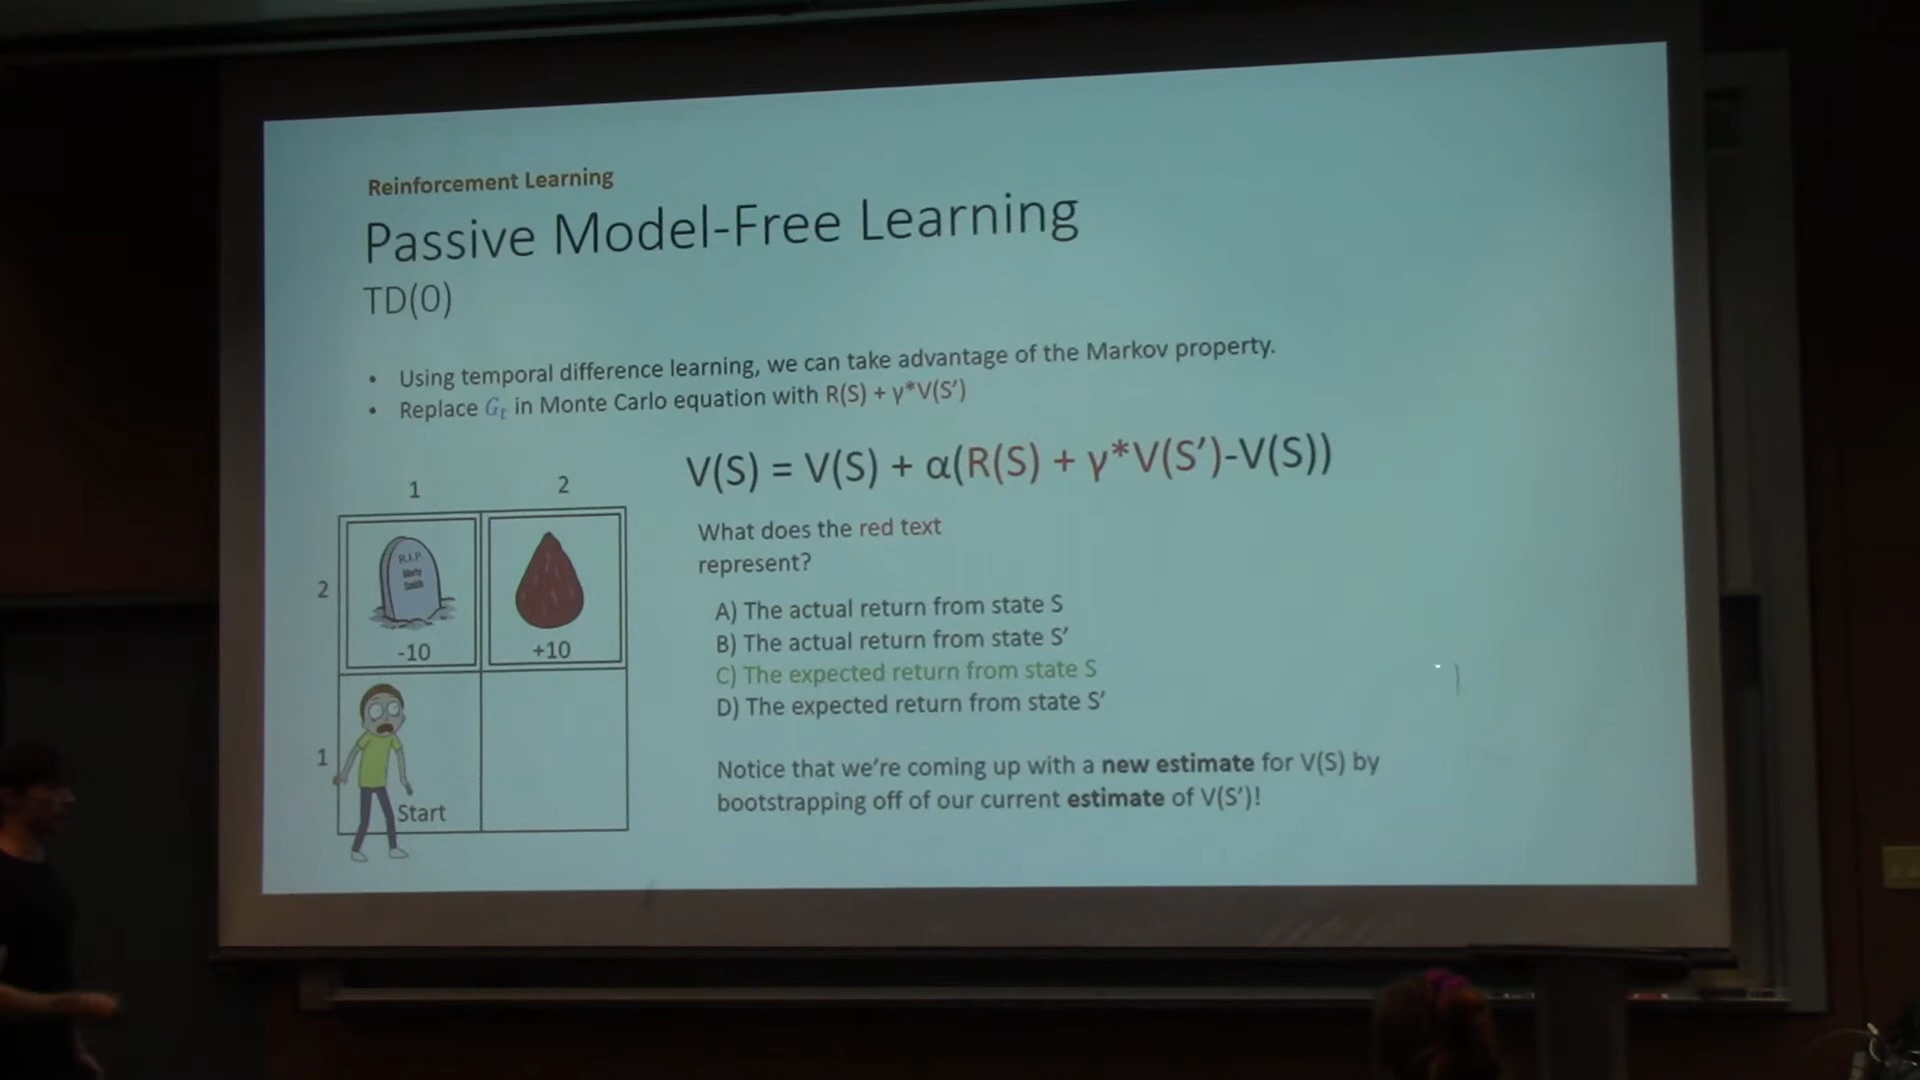 Reinforcement Learning
Passive Model-Free Learning
TD(0)
• Using temporal difference learning, we can take advantage of the Markov property.
• Replace Gₜ in Monte Carlo equation with R(S) + γ*V(S’)
V(S) = V(S) + α(R(S) + γ*V(S’)-V(S))
1 2
What does the red text
represent?
2
R.I.P.
Morty
Smith
-10 +10
A) The actual return from state S
B) The actual return from state S’
C) The expected return from state S
D) The expected return from state S’
1
Start
Notice that we’re coming up with a new estimate for V(S) by
bootstrapping off of our current estimate of V(S’)!